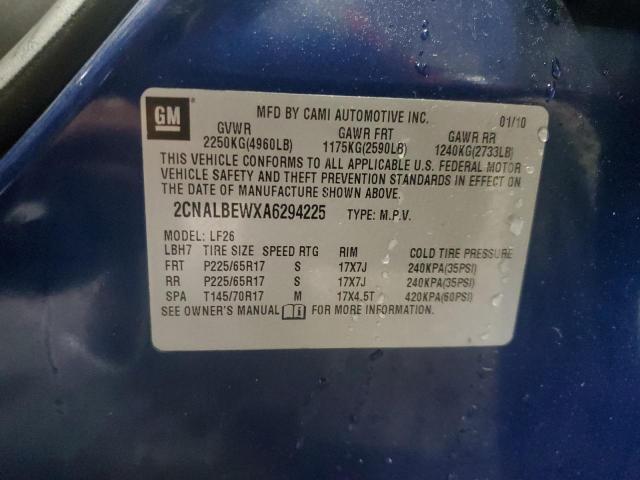 GM
MFD BY CAMI AUTOMOTIVE INC. 01/10
GVWR GAWR FRT GAWR RR
2250KG(4960LB) 1175KG(2590LB) 1240KG(2733LB)
THIS VEHICLE CONFORMS TO ALL APPLICABLE U.S. FEDERAL MOTOR
VEHICLE SAFETY AND THEFT PREVENTION STANDARDS IN EFFECT ON
THE DATE OF MANUFACTURE SHOWN ABOVE.
2CNALBEWXA6294225 TYPE: M.P.V.
MODEL: LF26
LBH7 TIRE SIZE SPEED RTG RIM COLD TIRE PRESSURE
FRT P225/65R17 S 17X7J 240KPA(35PSI)
RR P225/65R17 S 17X7J 240KPA(35PSI)
SPA T145/70R17 M 17X4.5T 420KPA(60PSI)
SEE OWNER'S MANUAL FOR MORE INFORMATION.